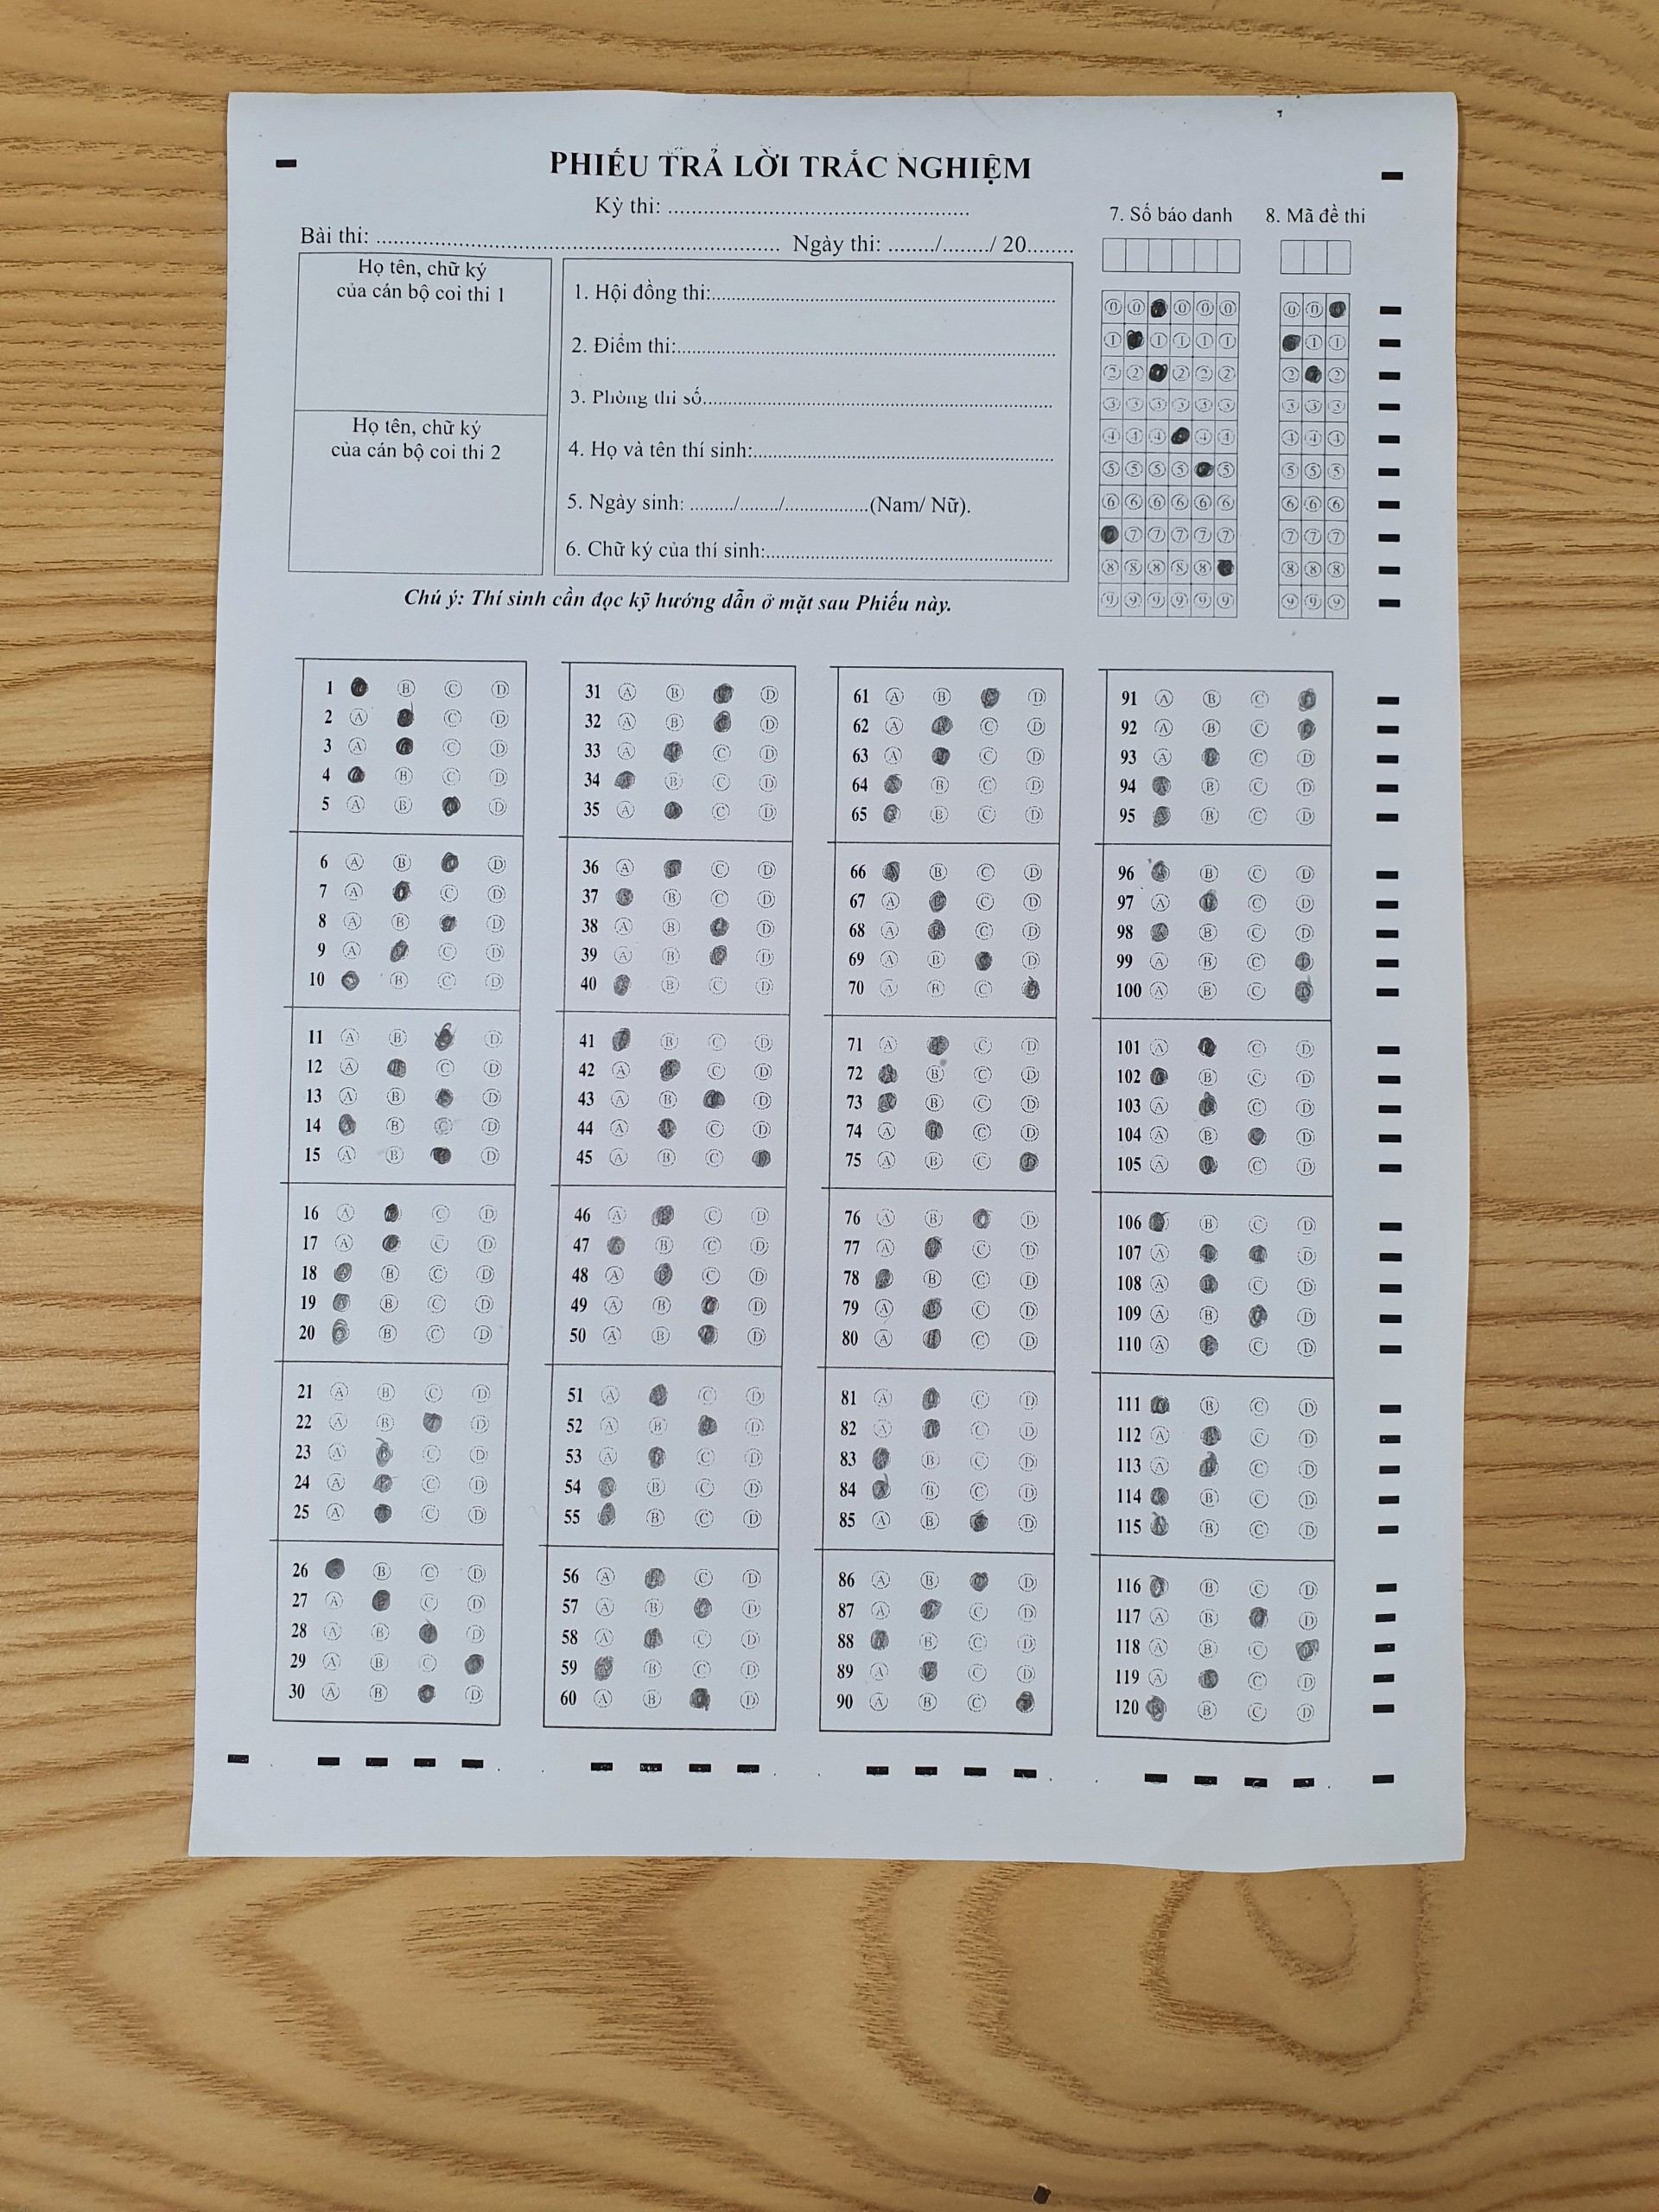 PHIẾU TRẢ LỜI TRẮC NGHIỆM
Kỳ thi: ..................................................
Bài thi: .................................................................... Ngày thi: ......../......../ 20........
7. Số báo danh 8. Mã đề thi
Họ tên, chữ ký
của cán bộ coi thi 1
Họ tên, chữ ký
của cán bộ coi thi 2
1. Hội đồng thi:..........................................................
2. Điểm thi:................................................................
3. Phòng thi số...........................................................
4. Họ và tên thí sinh:..................................................
5. Ngày sinh: ......../......./...............(Nam/ Nữ).
6. Chữ ký của thí sinh:................................................
0 0 0 0 0 0 0
1 1 1 1 1 1 1
2 2 2 2 2 2 2
3 3 3 3 3 3 3 3 3
4 4 4 4 4 4 4 4
5 5 5 5 5 5 5 5
6 6 6 6 6 6 6 6 6
7 7 7 7 7 7 7 7
8 8 8 8 8 8 8 8
9 9 9 9 9 9 9 9 9
Chú ý: Thí sinh cần đọc kỹ hướng dẫn ở mặt sau Phiếu này.
1 B C D
2 A C D
3 A C D
4 B C D
5 A B D
6 A B D
7 A C D
8 A B D
9 A C D
10 B C D
11 A B D
12 A C D
13 A B D
14 A B C D
15 A B D
16 A C D
17 A C D
18 A B C D
19 A B C D
20 B C D
21 A B C D
22 A B D
23 A C D
24 A C D
25 A C D
26 B C D
27 A C D
28 A B D
29 A B C
30 A B D
31 A B D
32 A B D
33 A C D
34 A B C D
35 A C D
36 A C D
37 B C D
38 A B D
39 A B D
40 B C D
41 B C D
42 A C D
43 A B D
44 A C D
45 A B C D
46 A B C D
47 A B C D
48 A C D
49 A B D
50 A B D
51 A C D
52 A B D
53 A C D
54 A B C D
55 A B C D
56 A C D
57 A B D
58 A B C D
59 A B C D
60 A B D
61 A B D
62 A B C D
63 A C D
64 A B C D
65 A B C D
66 B C D
67 A C D
68 A B C D
69 A B D
70 A B C
71 A C D
72 A B C D
73 A B C D
74 A B C D
75 A B C D
76 A B D
77 A C D
78 A B C D
79 A B C D
80 A C D
81 A C D
82 A C D
83 B C D
84 A B C D
85 A B D
86 A B D
87 A C D
88 B C D
89 A C D
90 A B C
91 A B C
92 A B C
93 A B C D
94 A B C D
95 A B C D
96 A B C D
97 A B C D
98 A B C D
99 A B C D
100 A B C D
101 A C D
102 B C D
103 A B C D
104 A B D
105 A C D
106 B C D
107 A D
108 A B C D
109 A B D
110 A B C D
111 B C D
112 A B C D
113 A C D
114 B C D
115 A B C D
116 B C D
117 A B D
118 A B C
119 A B C D
120 B C D